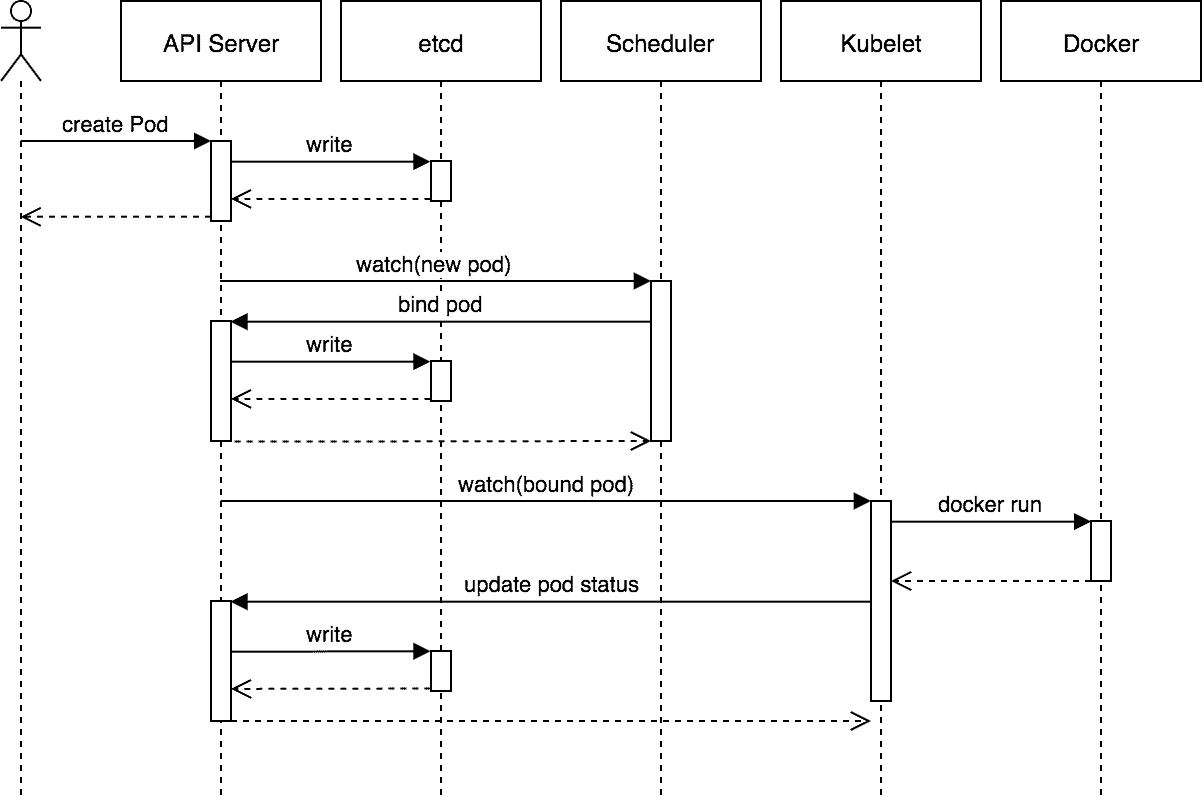 API Server
etcd
Scheduler
Kubelet
Docker
create Pod
write
watch(new pod)
bind pod
write
watch(bound pod)
docker run
update pod status
write